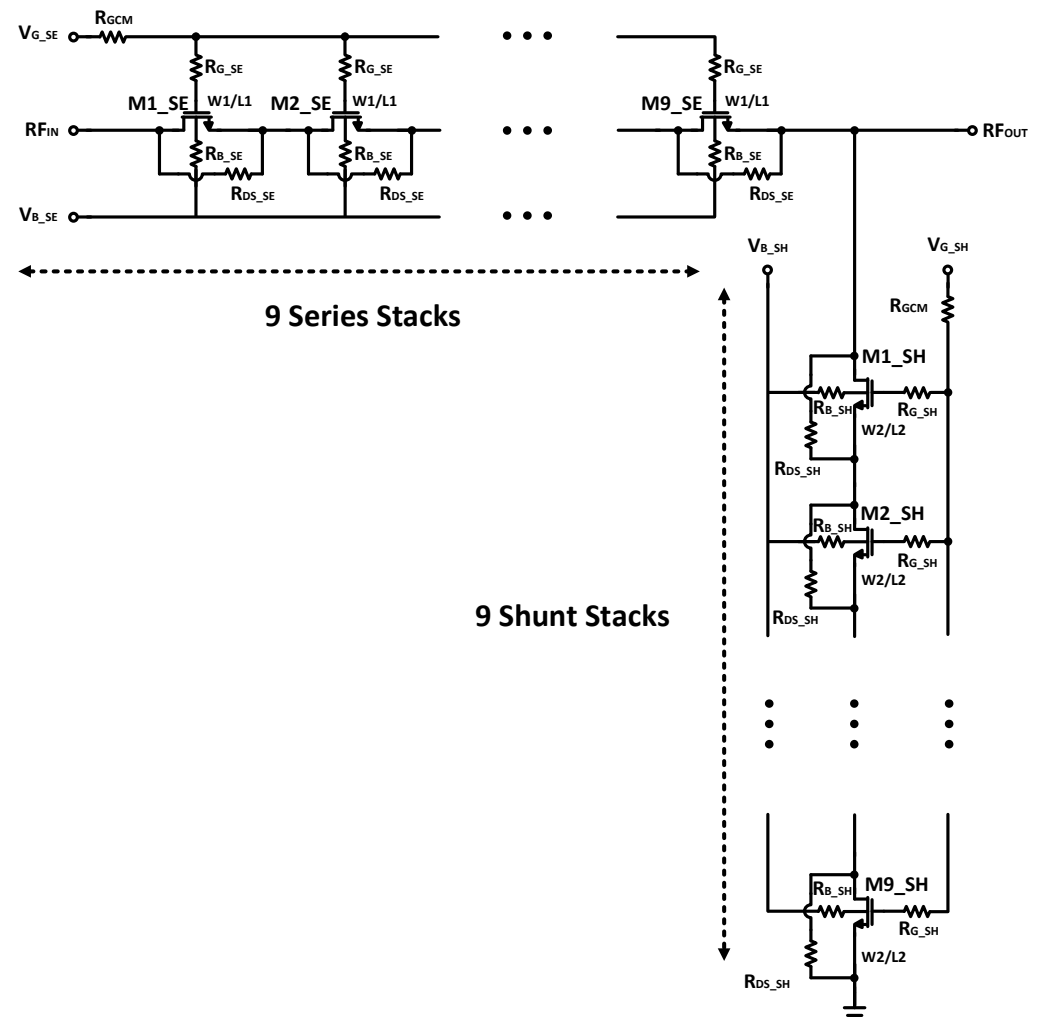 RGCM
VG_SE
RG_SE RG_SE RG_SE
M1_SE W1/L1 M2_SE W1/L1 M9_SE W1/L1
RFIN RFOUT
RB_SE RB_SE RB_SE
RDS_SE RDS_SE RDS_SE
VB_SE
VB_SH VG_SH
9 Series Stacks
RGCM
M1_SH
RB_SH RG_SH
W2/L2
RDS_SH
M2_SH
RB_SH
RG_SH
W2/L2
9 Shunt Stacks
RDS_SH
RB_SH M9_SH
RG_SH
W2/L2
RDS_SH